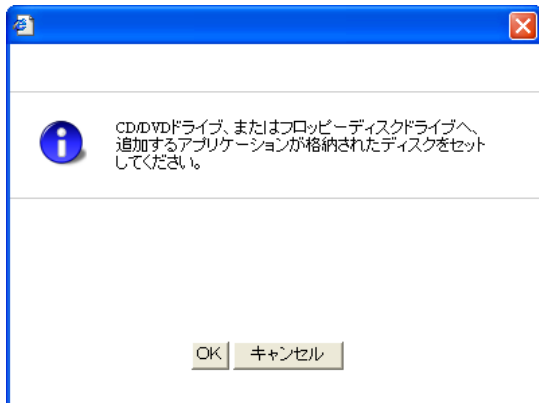 CD/DVDドライブ、またはフロッピーディスクドライブへ、
追加するアプリケーションが格納されたディスクをセット
してください。
OK キャンセル